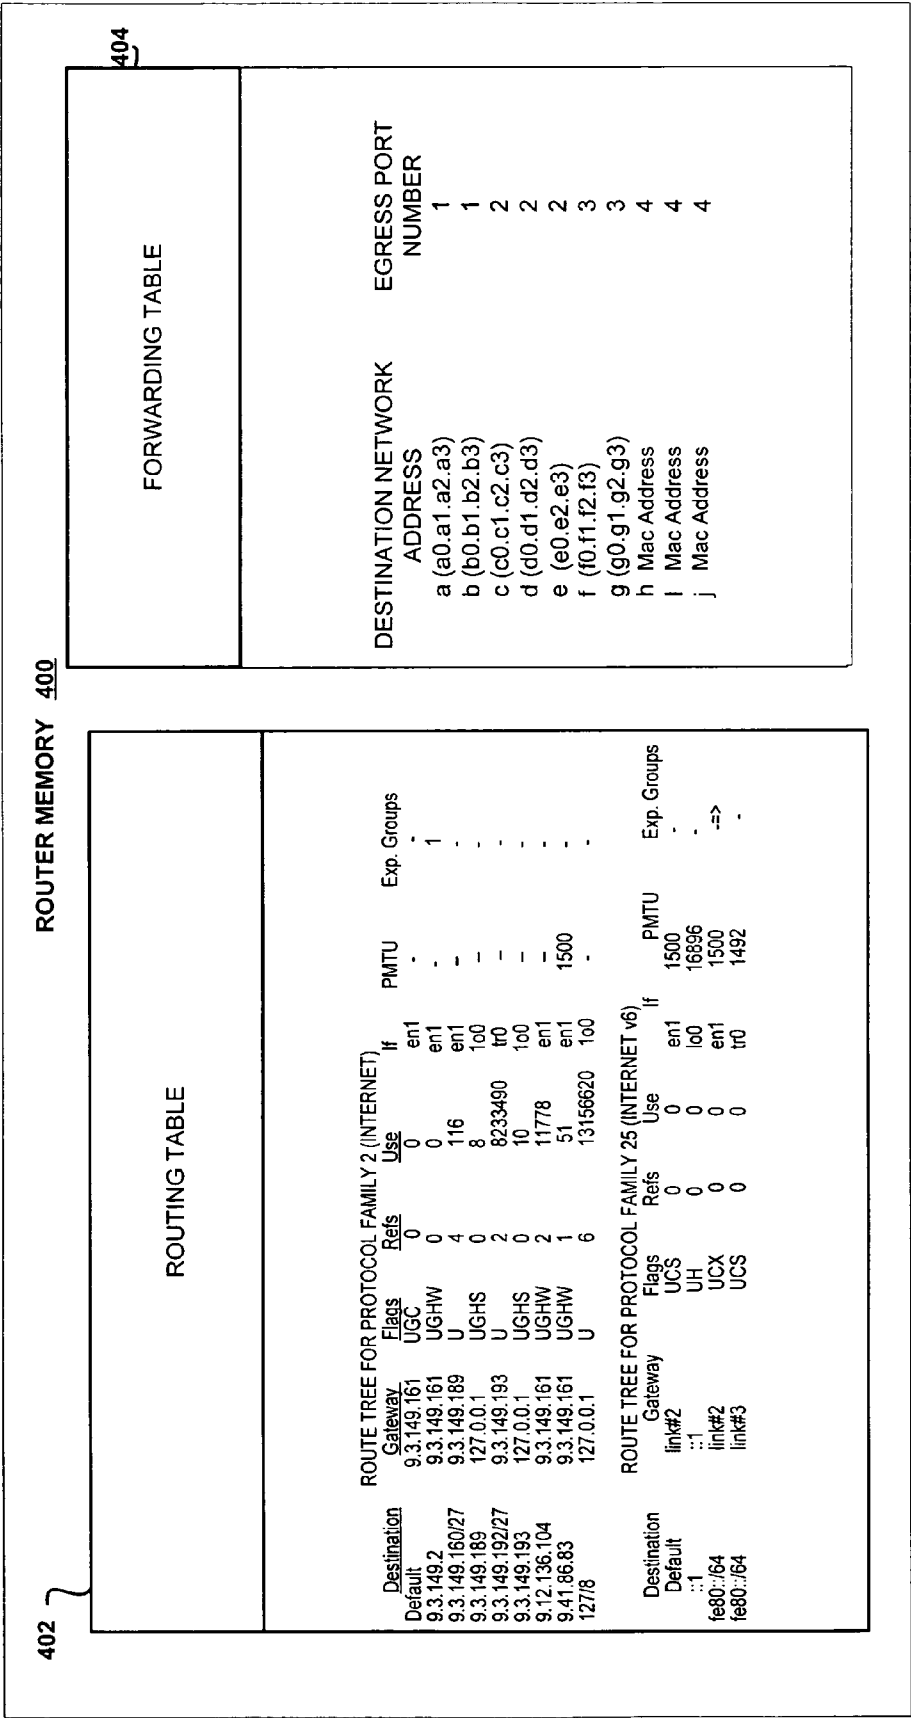 ROUTER MEMORY 400
402
ROUTING TABLE
ROUTE TREE FOR PROTOCOL FAMILY 2 (INTERNET)
Destination Gateway Flags Refs Use If PMTU Exp. Groups
Default 9.3.149.161 UGC 0 0 en1 - -
9.3.149.2 9.3.149.161 UGHW 0 0 en1 - 1
9.3.149.160/27 9.3.149.189 U 4 116 en1 - -
9.3.149.189 127.0.0.1 UGHS 0 8 1o0 - -
9.3.149.192/27 9.3.149.193 U 2 8233490 tr0 - -
9.3.149.193 127.0.0.1 UGHS 0 10 1o0 - -
9.12.136.104 9.3.149.161 UGHW 2 11778 en1 - -
9.41.86.83 9.3.149.161 UGHW 1 51 en1 1500 -
127/8 127.0.0.1 U 6 13156620 1o0 - -
ROUTE TREE FOR PROTOCOL FAMILY 25 (INTERNET v6)
Destination Gateway Flags Refs Use If PMTU Exp. Groups
Default link#2 UCS 0 0 en1 1500 -
::1 ::1 UH 0 0 lo0 16896 -
fe80::/64 link#2 UCX 0 0 en1 1500 -=>
fe80::/64 link#3 UCS 0 0 tr0 1492 -
404
FORWARDING TABLE
DESTINATION NETWORK EGRESS PORT
ADDRESS NUMBER
a (a0.a1.a2.a3) 1
b (b0.b1.b2.b3) 1
c (c0.c1.c2.c3) 2
d (d0.d1.d2.d3) 2
e (e0.e2.e3) 2
f (f0.f1.f2.f3) 3
g (g0.g1.g2.g3) 3
h Mac Address 4
I Mac Address 4
j Mac Address 4